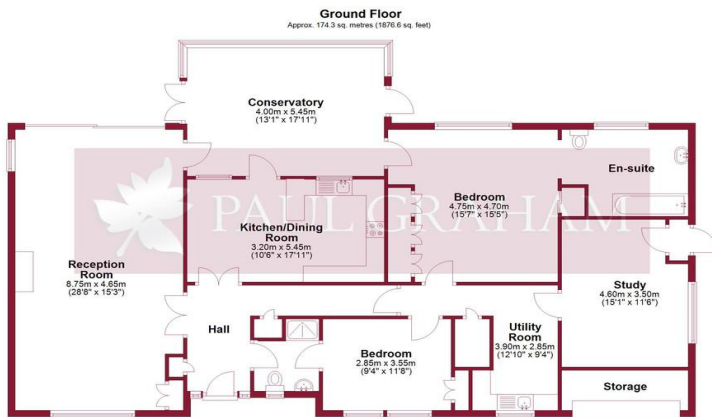 Ground Floor
Approx. 174.3 sq. metres (1876.6 sq. feet)
Conservatory
4.00m x 5.45m
(13'1" x 17'11")
En-suite
Bedroom
4.75m x 4.70m
(15'7" x 15'5")
PAUL GRAHAM
Kitchen/Dining
Room
3.20m x 5.45m
(10'6" x 17'11")
Reception
Room
8.75m x 4.65m
(28'8" x 15'3")
Study
4.60m x 3.50m
(15'1" x 11'6")
Hall
Utility
Room
3.90m x 2.85m
(12'10" x 9'4")
Bedroom
2.85m x 3.55m
(9'4" x 11'8")
Storage